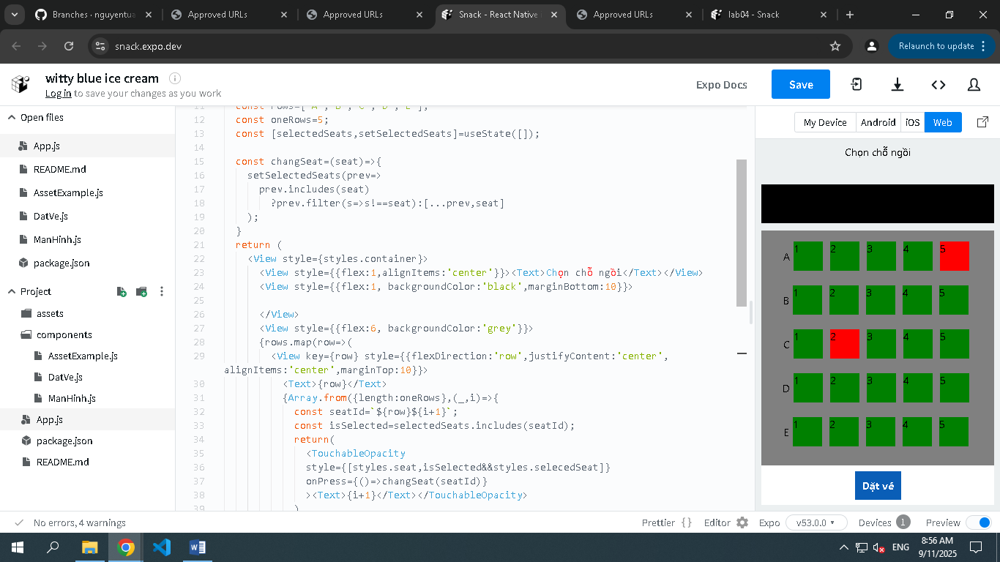 Branches · nguyentua
Approved URLs
Approved URLs
Snack - React Native
Approved URLs
lab04 - Snack
snack.expo.dev
Relaunch to update
witty blue ice cream
Log in to save your changes as you work
Expo Docs
Save
Open files
App.js
README.md
AssetExample.js
DatVe.js
ManHinh.js
package.json
Project
assets
components
AssetExample.js
DatVe.js
ManHinh.js
App.js
package.json
README.md
11 const rows=['A','B','C','D','E'];
12 const oneRows=5;
13 const [selectedSeats,setSelectedSeats]=useState([]);
14
15 const changSeat=(seat)=>{
16 setSelectedSeats(prev=>
17 prev.includes(seat)
18 ?prev.filter(s=>s!==seat):[...prev,seat]
19 );
20 }
21 return (
22 <View style={styles.container}>
23 <View style={{flex:1,alignItems:'center'}}><Text>Chọn chỗ ngồi</Text></View>
24 <View style={{flex:1, backgroundColor:'black',marginBottom:10}}>
25
26 </View>
27 <View style={{flex:6, backgroundColor:'grey'}}>
28 {rows.map(row=>(
29 <View key={row} style={{flexDirection:'row',justifyContent:'center',
alignItems:'center',marginTop:10}}>
30 <Text>{row}</Text>
31 {Array.from({length:oneRows},(_,i)=>{
32 const seatId=`${row}${i+1}`;
33 const isSelected=selectedSeats.includes(seatId);
34 return(
35 <TouchableOpacity
36 style={[styles.seat,isSelected&&styles.selecedSeat]}
37 onPress={()=>changSeat(seatId)}
38 ><Text>{i+1}</Text></TouchableOpacity>
39 )
My Device
Android
iOS
Web
Chọn chỗ ngồi
A 1 2 3 4 5
B 1 2 3 4 5
C 1 2 3 4 5
D 1 2 3 4 5
E 1 2 3 4 5
Dặt vé
No errors, 4 warnings
Prettier {}
Editor
Expo
v53.0.0
Devices 1
Preview
ENG
8:56 AM
9/11/2025